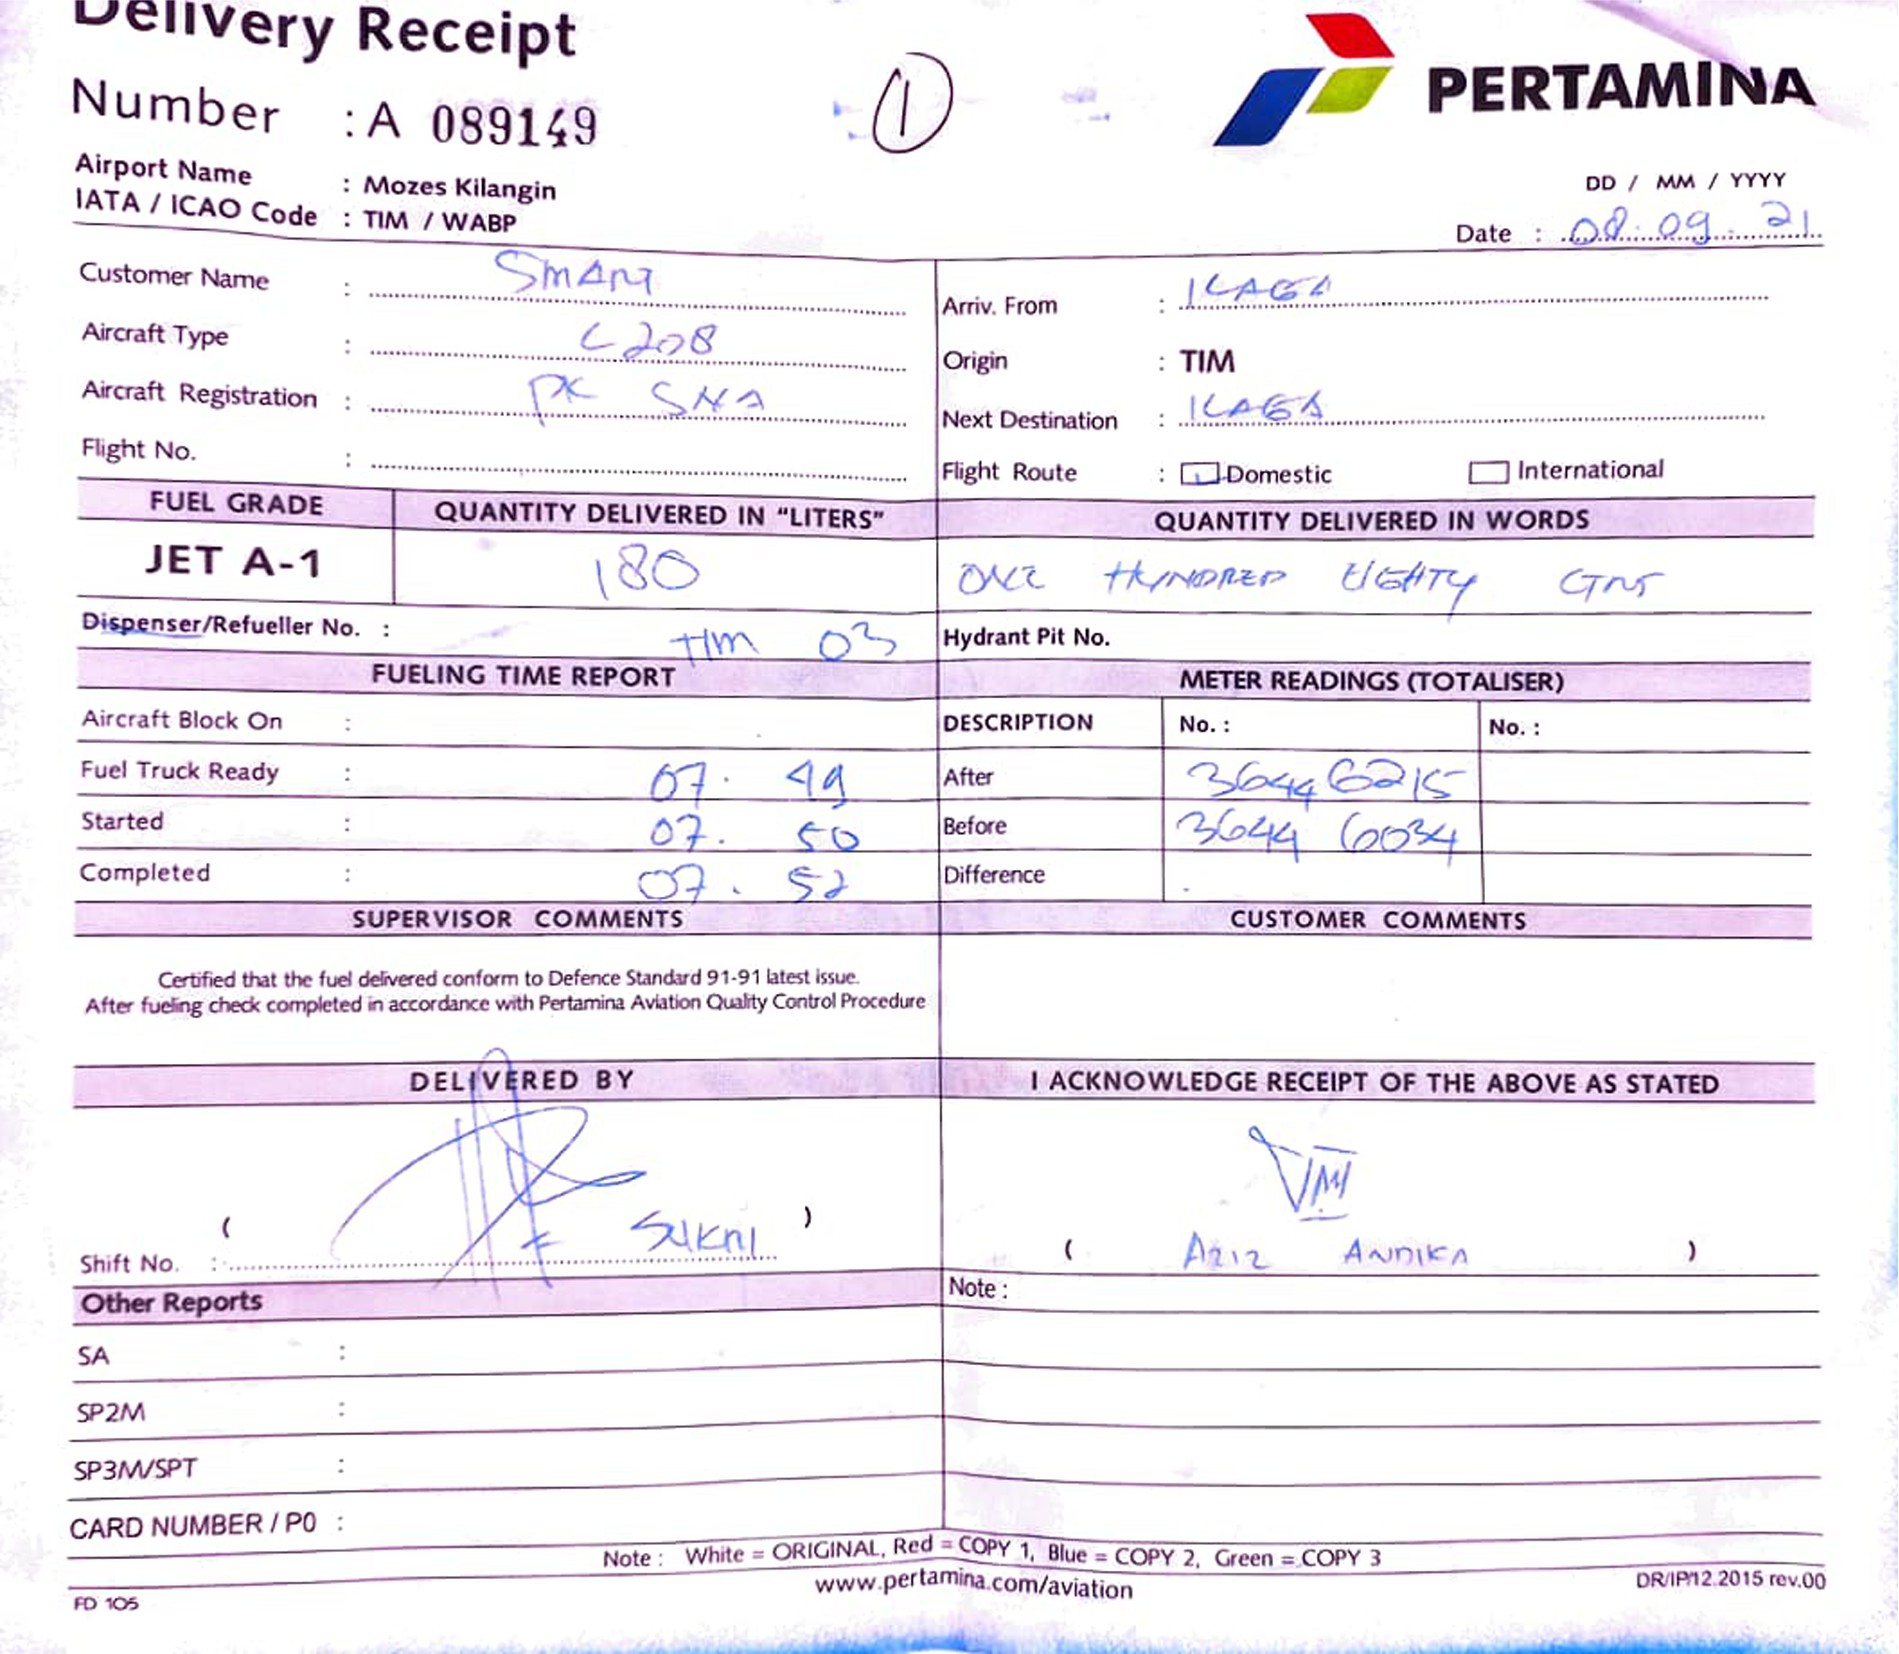 Delivery Receipt
①
PERTAMINA
Number : A 089149
Airport Name : Mozes Kilangin
IATA / ICAO Code : TIM / WABP
DD / MM / YYYY
Date : 08. 09. 21
Customer Name : SMART
Arriv. From : ILAGA
Aircraft Type : C208
Origin : TIM
Aircraft Registration : PK SNA
Next Destination : ILAGA
Flight No. :
Flight Route : Domestic International
FUEL GRADE QUANTITY DELIVERED IN “LITERS” QUANTITY DELIVERED IN WORDS
JET A-1 180 ONE HUNDRED EIGHTY
Dispenser/Refueller No. : TIM 03 Hydrant Pit No.
FUELING TIME REPORT METER READINGS (TOTALISER)
Aircraft Block On : DESCRIPTION No. : No. :
Fuel Truck Ready : 07. 49 After 36446215
Started : 07. 50 Before 3644 6034
Completed : 07. 52 Difference
SUPERVISOR COMMENTS CUSTOMER COMMENTS
Certified that the fuel delivered conform to Defence Standard 91-91 latest issue.
After fueling check completed in accordance with Pertamina Aviation Quality Control Procedure
DELIVERED BY I ACKNOWLEDGE RECEIPT OF THE ABOVE AS STATED
( )
Shift No. :
( AZIZ ANDIKA )
Other Reports Note :
SA :
SP2M :
SP3M/SPT :
CARD NUMBER / P0 :
Note : White = ORIGINAL, Red = COPY 1, Blue = COPY 2, Green = COPY 3
www.pertamina.com/aviation
FD 105
DR/IP/12.2015 rev.00